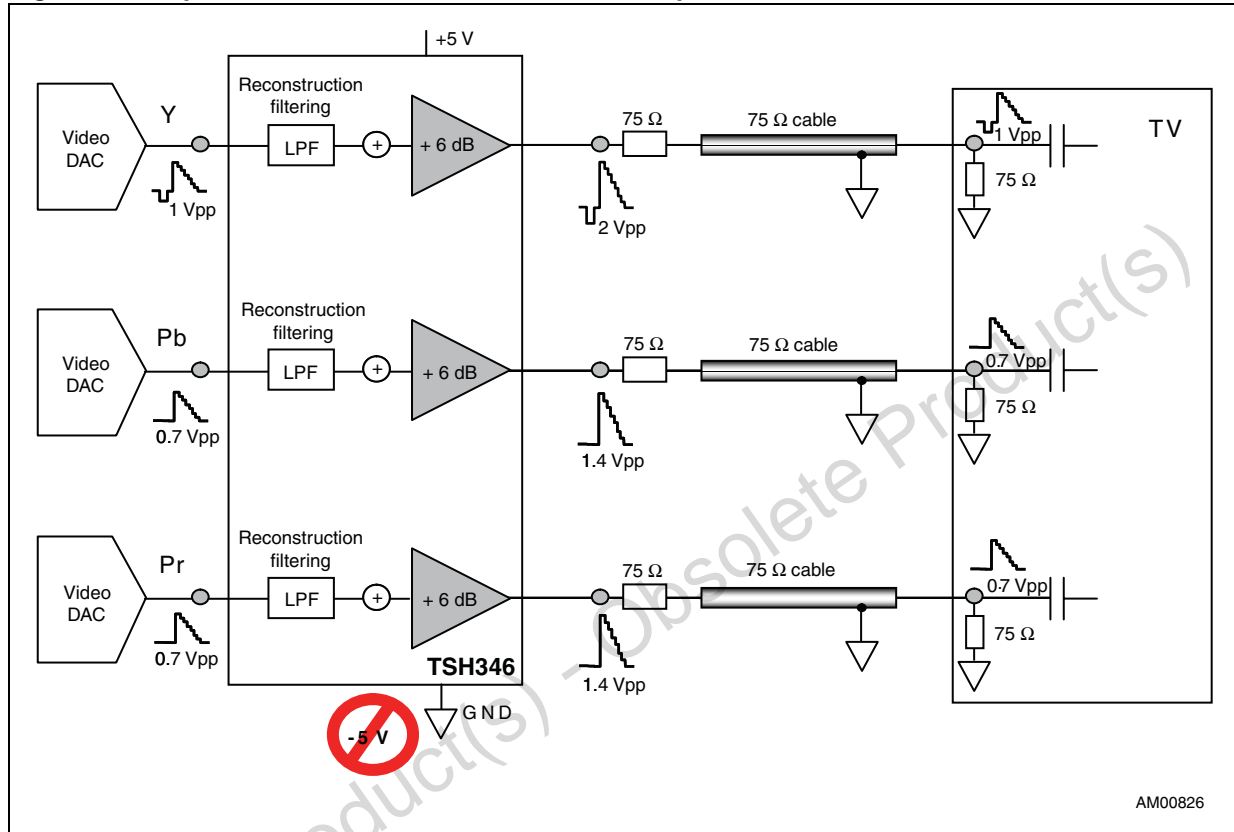 +5 V
Reconstruction
filtering
Y
Video
DAC
LPF
+
+ 6 dB
1 Vpp
75 Ω
75 Ω cable
2 Vpp
1 Vpp
TV
75 Ω
Reconstruction
filtering
Pb
Video
DAC
LPF
+
+ 6 dB
0.7 Vpp
75 Ω
75 Ω cable
1.4 Vpp
0.7 Vpp
75 Ω
Reconstruction
filtering
Pr
Video
DAC
LPF
+
+ 6 dB
0.7 Vpp
75 Ω
75 Ω cable
1.4 Vpp
0.7 Vpp
75 Ω
TSH346
GND
-5 V
AM00826
oduct(s) - Obsolete Product(s)